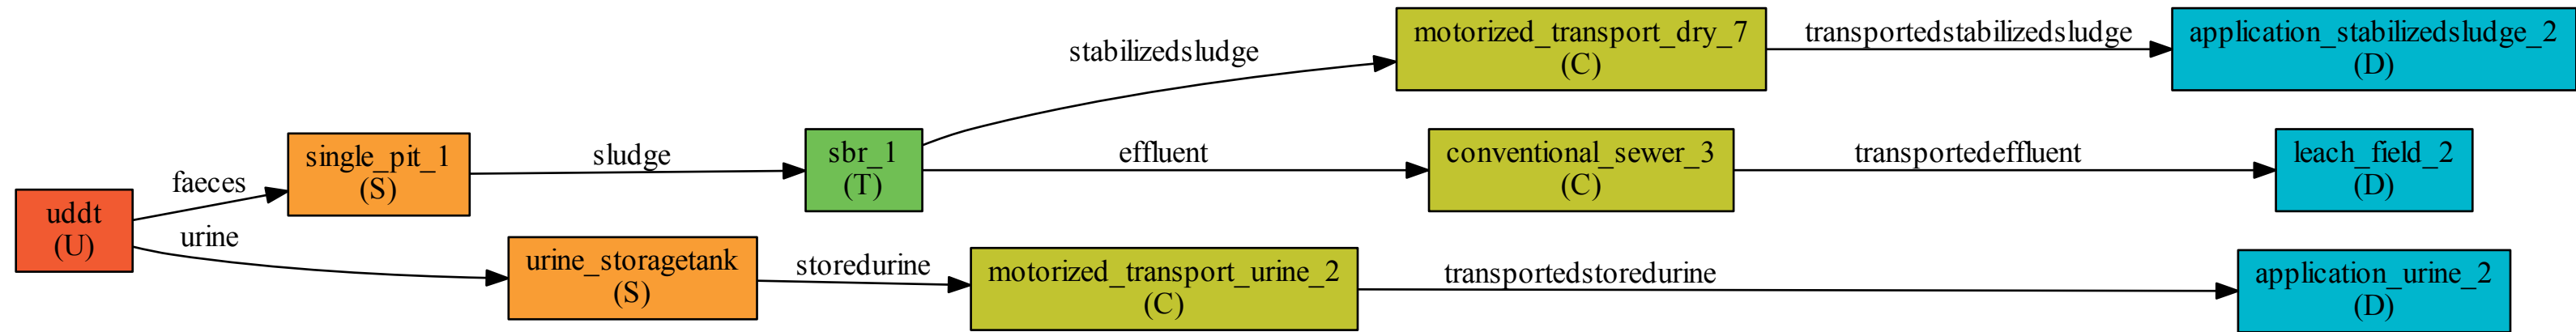 uddt
(U)
faeces
urine
single_pit_1
(S)
sludge
urine_storagetank
(S)
storedurine
sbr_1
(T)
stabilizedsludge
effluent
motorized_transport_urine_2
(C)
motorized_transport_dry_7
(C)
conventional_sewer_3
(C)
transportedstabilizedsludge
transportedeffluent
transportedstoredurine
application_stabilizedsludge_2
(D)
leach_field_2
(D)
application_urine_2
(D)